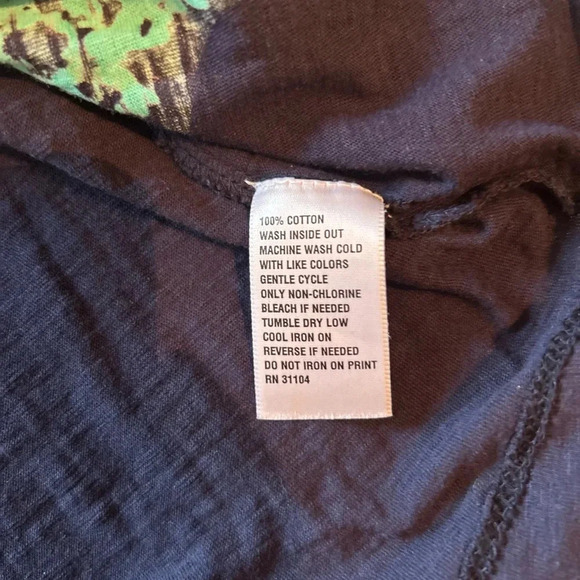 100% COTTON
WASH INSIDE OUT
MACHINE WASH COLD
WITH LIKE COLORS
GENTLE CYCLE
ONLY NON-CHLORINE
BLEACH IF NEEDED
TUMBLE DRY LOW
COOL IRON ON
REVERSE IF NEEDED
DO NOT IRON ON PRINT
RN 31104